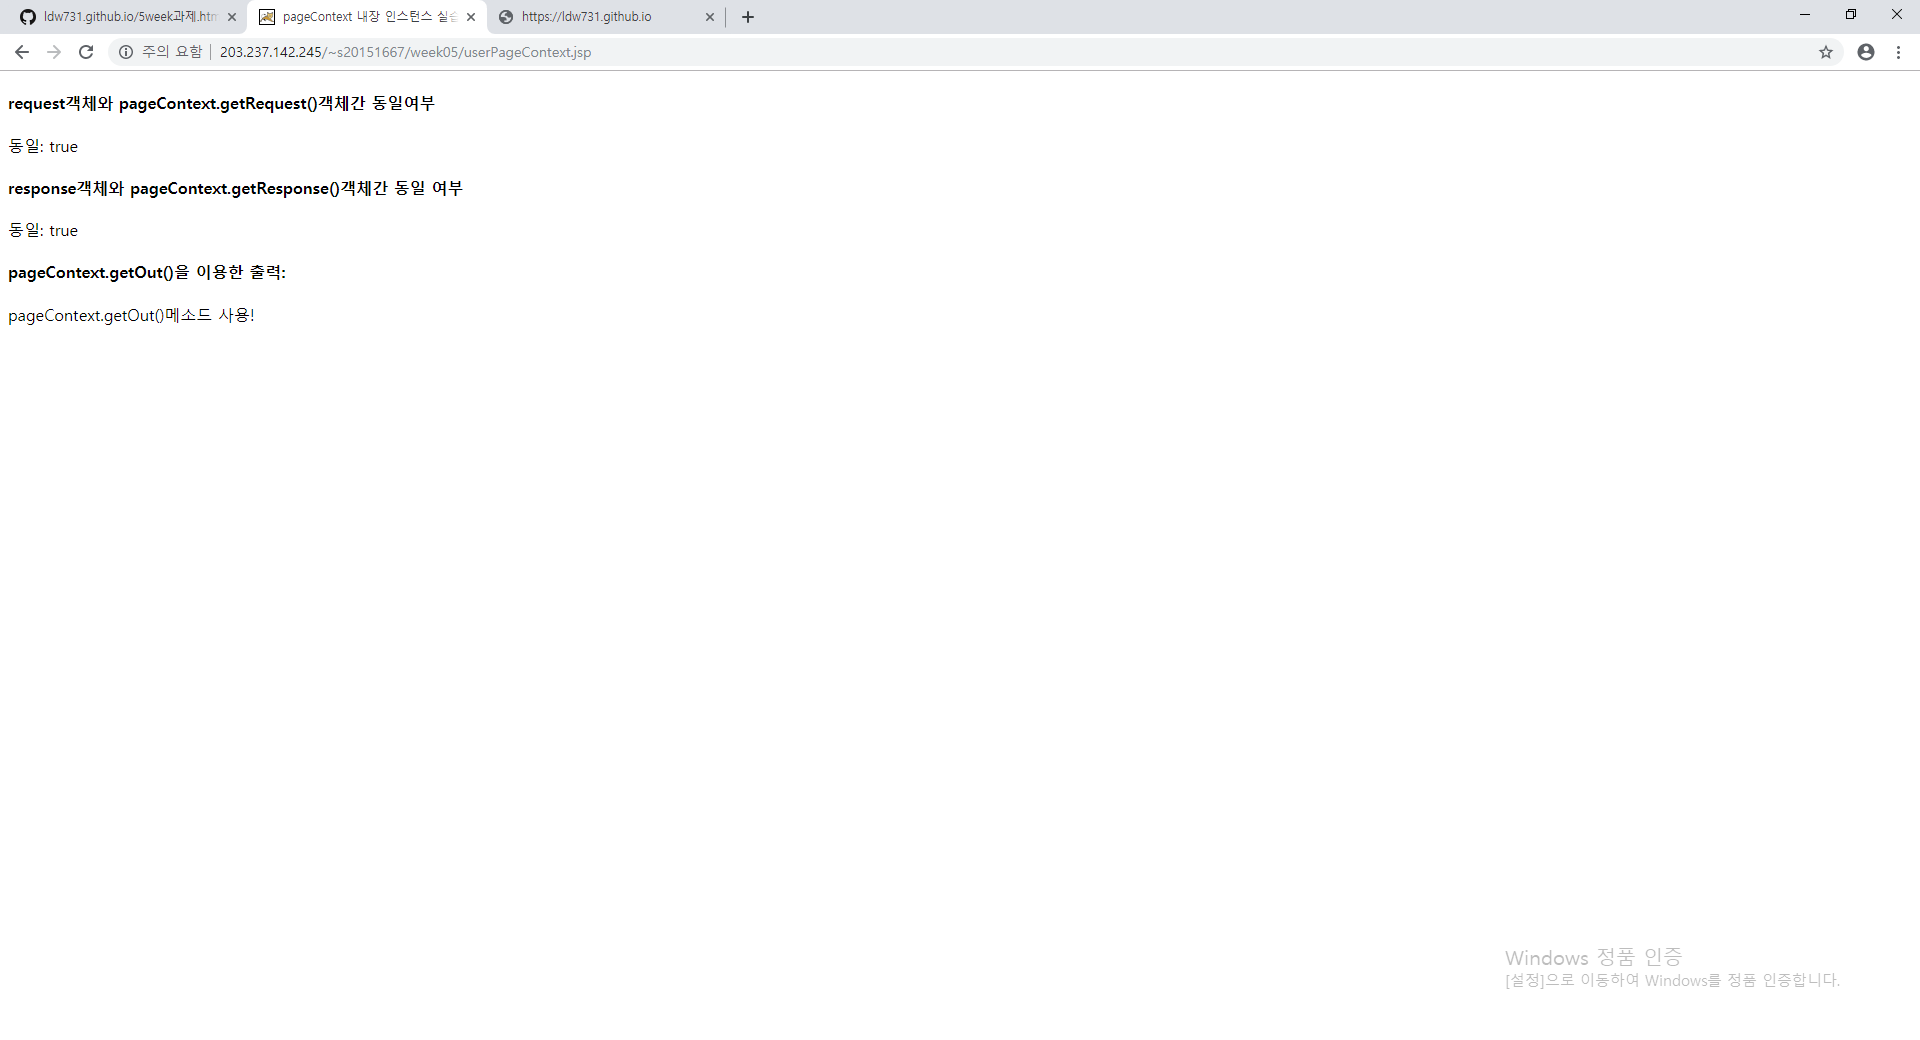 ldw731.github.io/5week과제.htm
pageContext 내장 인스턴스 실습
https://ldw731.github.io
주의 요함 | 203.237.142.245/~s20151667/week05/userPageContext.jsp
request객체와 pageContext.getRequest()객체간 동일여부
동일: true
response객체와 pageContext.getResponse()객체간 동일 여부
동일: true
pageContext.getOut()을 이용한 출력:
pageContext.getOut()메소드 사용!
Windows 정품 인증
[설정]으로 이동하여 Windows를 정품 인증합니다.